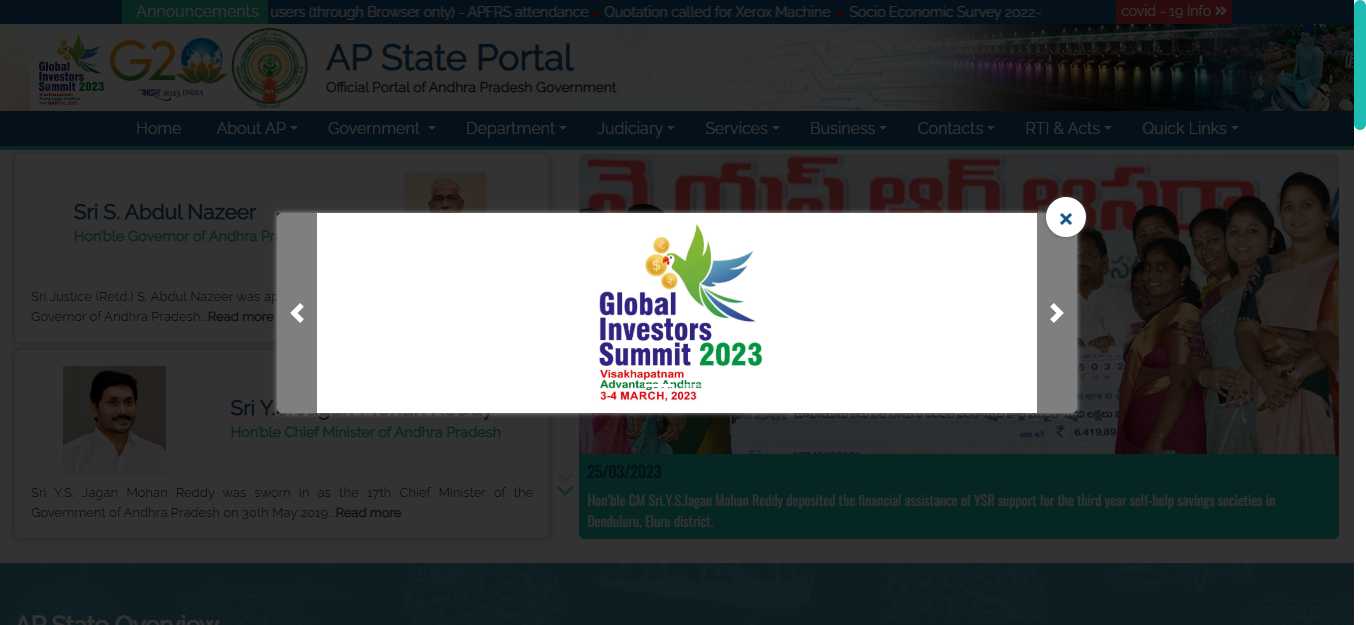 Announcements
users (through Browser only) - APFRS attendance
Quotation called for Xerox Machine
Socio Economic Survey 2022-
covid - 19 Info
Global
Investors
Summit 2023
G20
AP State Portal
Official Portal of Andhra Pradesh Government
Home
About AP
Government
Department
Judiciary
Services
Business
Contacts
RTI & Acts
Quick Links
Sri S. Abdul Nazeer
Hon'ble Governor of Andhra Pr
Sri Justice (Retd.) S. Abdul Nazeer was ap
Governor of Andhra Pradesh...Read more
వై యస్ ఆర్ ఆసరా
Global
Investors
Summit 2023
Visakhapatnam
Advantage Andhra
3-4 MARCH, 2023
Sri Y.
Hon'ble Chief Minister of Andhra Pradesh
Sri Y.S. Jagan Mohan Reddy was sworn in as the 17th Chief Minister of the
Government of Andhra Pradesh on 30th May 2019...Read more
25/03/2023
Hon'ble CM Sri.Y.S.Jagan Mohan Reddy deposited the financial assistance of YSR support for the third year self-help savings societies in
Denduluru, Eluru district.
AP State Overview